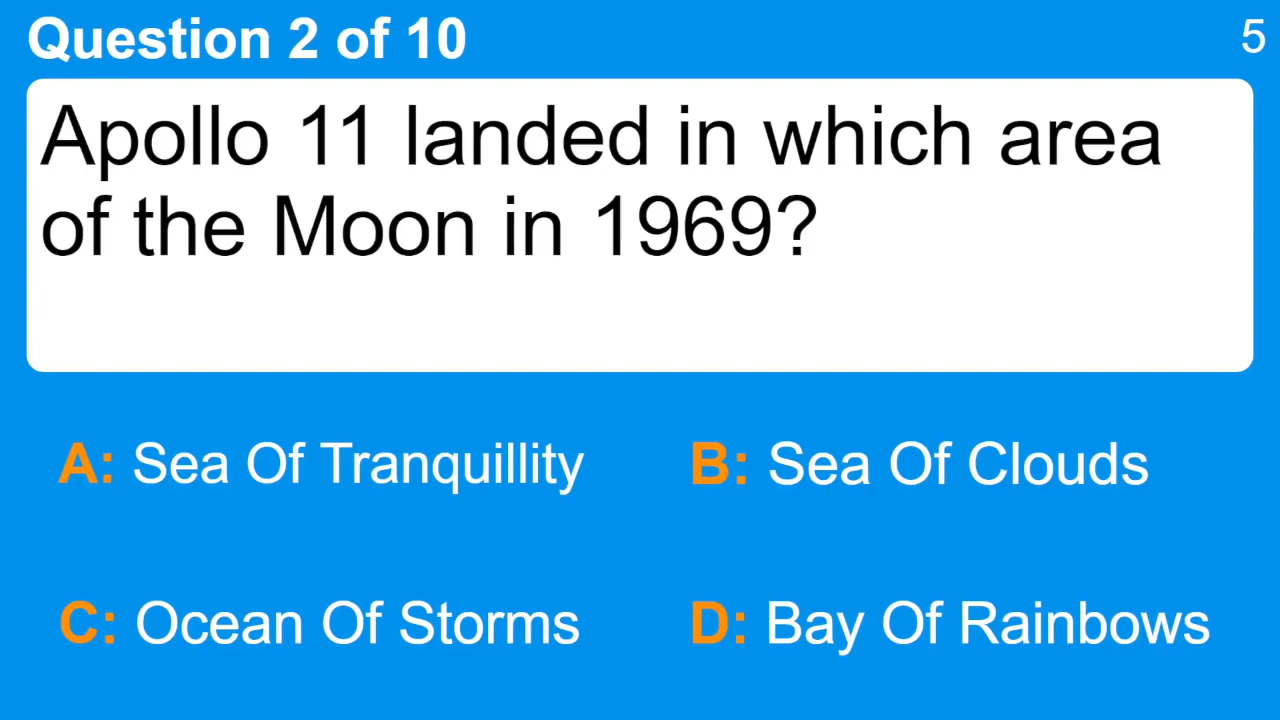 Question 2 of 10
5
Apollo 11 landed in which area
of the Moon in 1969?
A: Sea Of Tranquillity
B: Sea Of Clouds
C: Ocean Of Storms
D: Bay Of Rainbows